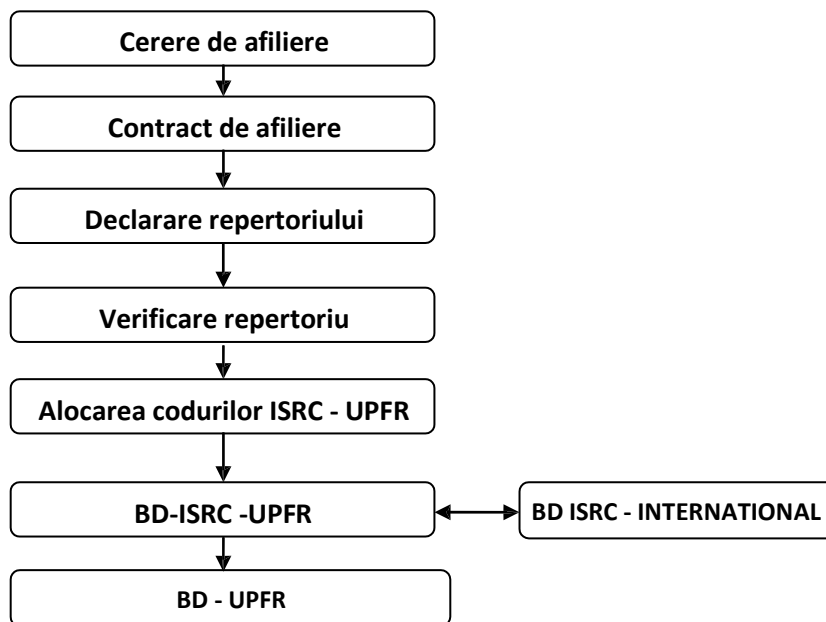 Cerere de afiliere
Contract de afiliere
Declarare repertoriului
Verificare repertoriu
Alocarea codurilor ISRC - UPFR
BD-ISRC -UPFR
BD ISRC - INTERNATIONAL
BD - UPFR